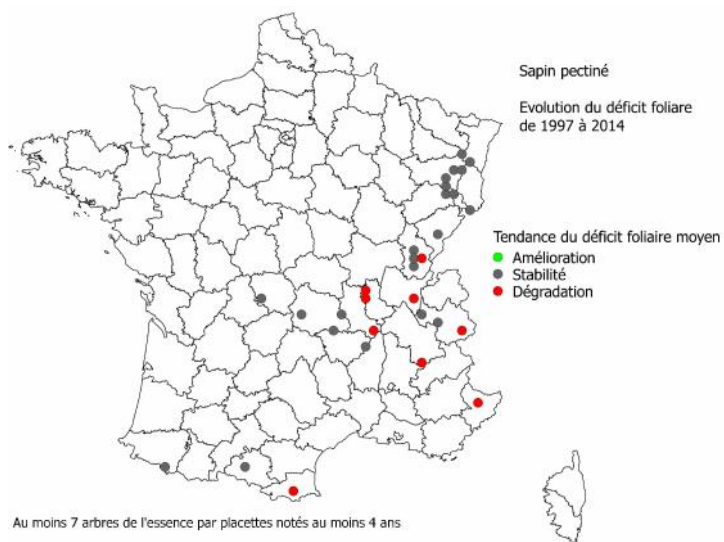 Sapin pectiné
Evolution du déficit foliare
de 1997 à 2014
Tendance du déficit foliaire moyen
Amélioration
Stabilité
Dégradation
Au moins 7 arbres de l'essence par placettes notés au moins 4 ans